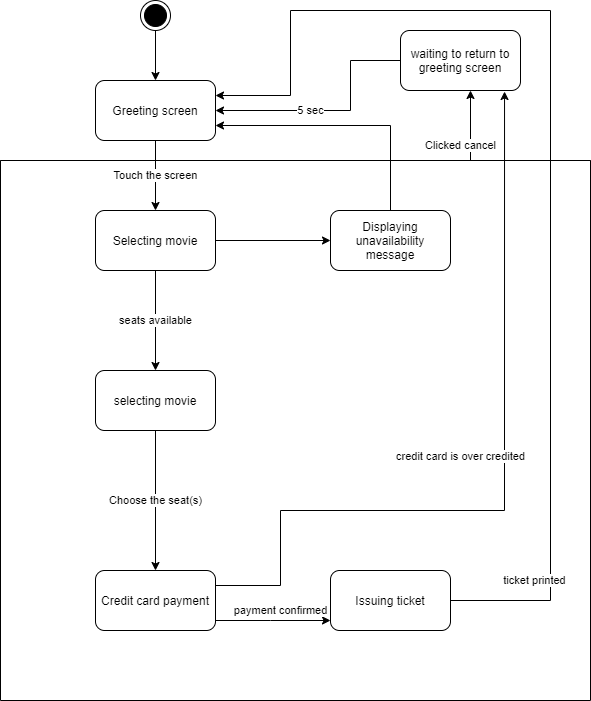 waiting to return to
greeting screen
Greeting screen
5 sec
Clicked cancel
Touch the screen
Selecting movie
Displaying
unavailability
message
seats available
selecting movie
credit card is over credited
Choose the seat(s)
ticket printed
Credit card payment
payment confirmed
Issuing ticket